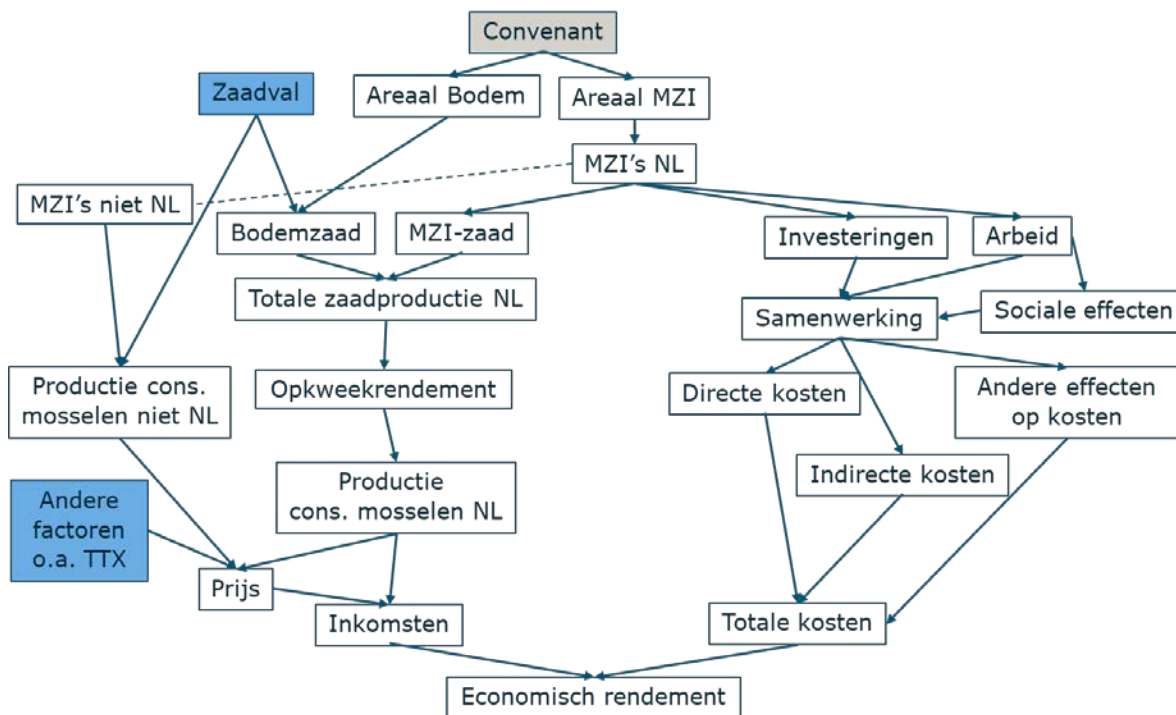 Convenant
Zaadval
Areaal Bodem
Areaal MZI
MZI's NL
MZI's niet NL
Bodemzaad
MZI-zaad
Investeringen
Arbeid
Totale zaadproductie NL
Samenwerking
Sociale effecten
Productie cons.
mosselen niet NL
Opkweekrendement
Directe kosten
Andere effecten
op kosten
Indirecte kosten
Productie
cons. mosselen NL
Andere
factoren
o.a. TTX
Prijs
Inkomsten
Totale kosten
Economisch rendement